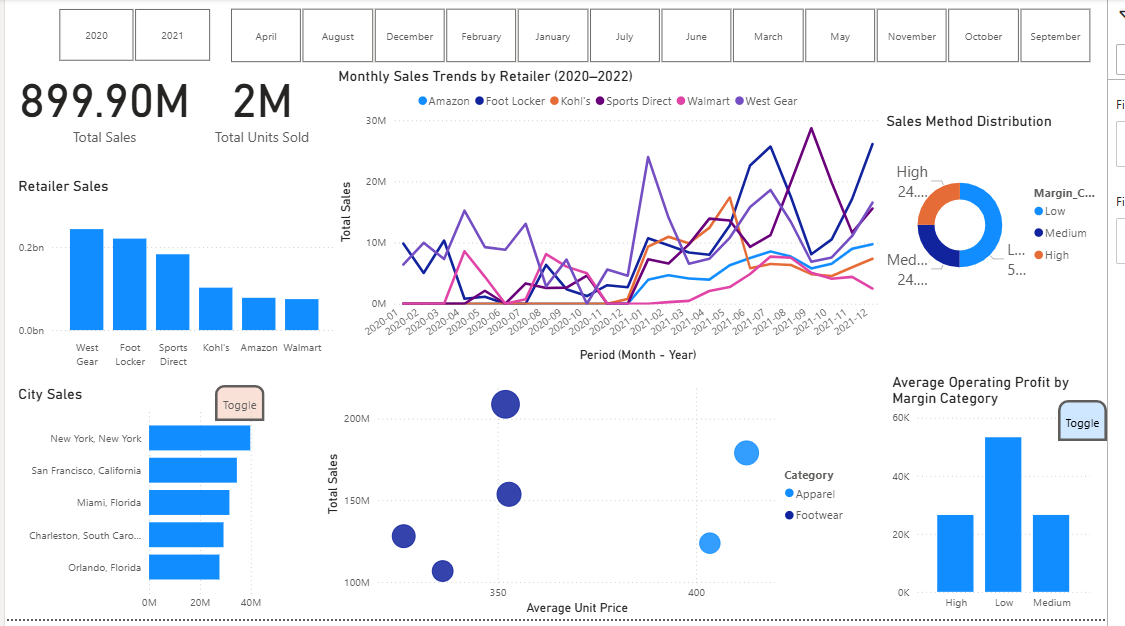 2020
2021
April
August
December
February
January
July
June
March
May
November
October
September
899.90M
Total Sales
2M
Total Units Sold
Monthly Sales Trends by Retailer (2020–2022)
Amazon
Foot Locker
Kohl's
Sports Direct
Walmart
West Gear
30M
20M
10M
0M
Total Sales
2020-01
2020-02
2020-03
2020-04
2020-05
2020-06
2020-07
2020-08
2020-09
2020-10
2020-11
2020-12
2021-01
2021-02
2021-03
2021-04
2021-05
2021-06
2021-07
2021-08
2021-09
2021-10
2021-11
2021-12
Period (Month - Year)
Sales Method Distribution
High
24....
Med...
24....
L...
5...
Margin_C...
Low
Medium
High
Fi
Fi
Retailer Sales
0.2bn
0.0bn
West
Gear
Foot
Locker
Sports
Direct
Kohl's
Amazon
Walmart
City Sales
Toggle
New York, New York
San Francisco, California
Miami, Florida
Charleston, South Caro...
Orlando, Florida
0M
20M
40M
200M
150M
100M
Total Sales
350
400
Average Unit Price
Category
Apparel
Footwear
Average Operating Profit by
Margin Category
Toggle
60K
40K
20K
0K
High
Low
Medium